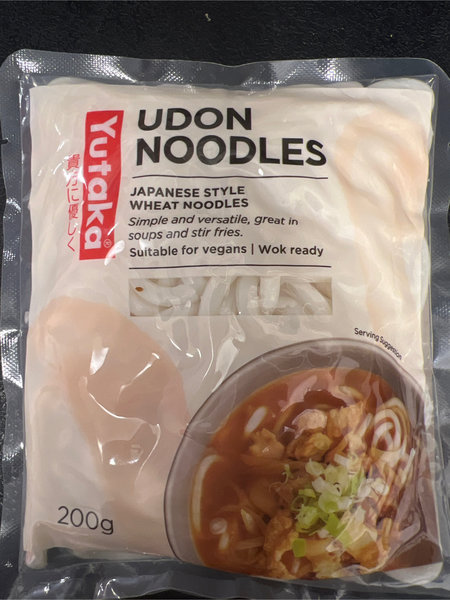 Yutaka®
貴方に優しく
UDON
NOODLES
JAPANESE STYLE
WHEAT NOODLES
Simple and versatile, great in
soups and stir fries.
Suitable for vegans | Wok ready
Serving Suggestion
200g